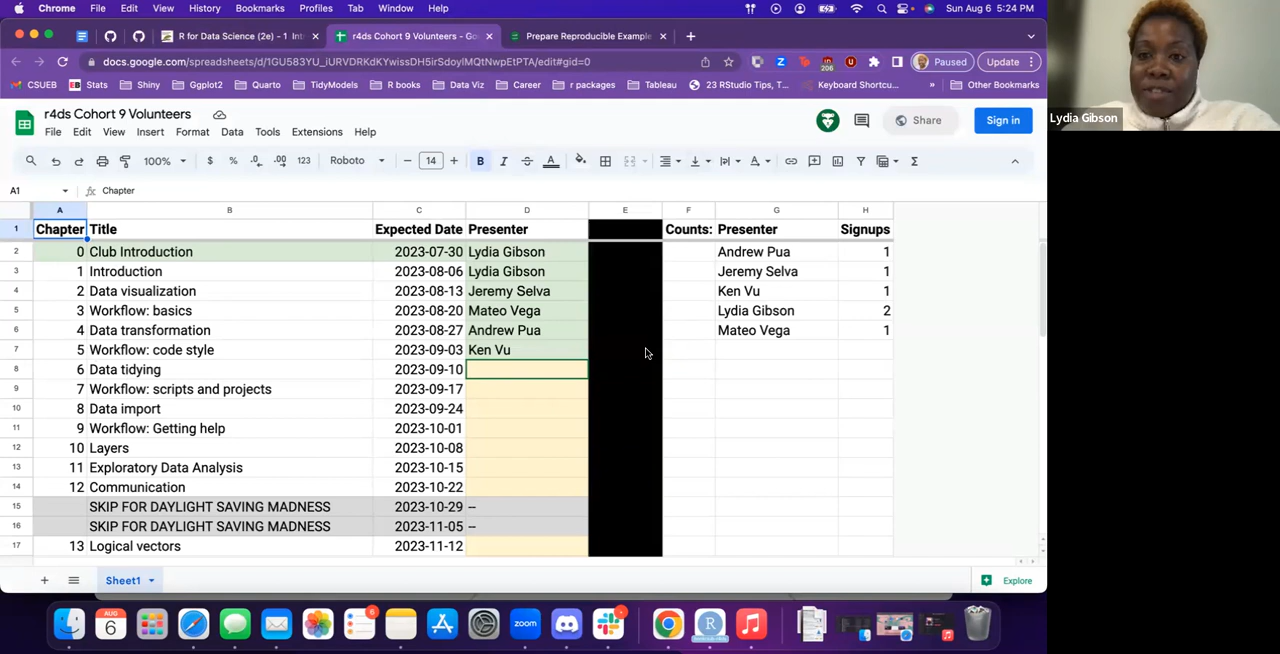 Chrome File Edit View History Bookmarks Profiles Tab Window Help Sun Aug 6 5:24 PM
R for Data Science (2e) - 1 Int r4ds Cohort 9 Volunteers - Go Prepare Reproducible Example
docs.google.com/spreadsheets/d/1GU583YU_iURVDRKdKYwissDH5irSdoylMQtNwpEtPTA/edit#gid=0 206 Paused Update
CSUEB Stats Shiny Ggplot2 Quarto TidyModels R books Data Viz Career r packages Tableau 23 RStudio Tips, T... Keyboard Shortcu... » Other Bookmarks
r4ds Cohort 9 Volunteers Share Sign in
File Edit View Insert Format Data Tools Extensions Help
100% $ % .0 .00 123 Roboto 14 B I A
A1 fx Chapter
A B C D E F G H
1 Chapter Title Expected Date Presenter Counts: Presenter Signups
2 0 Club Introduction 2023-07-30 Lydia Gibson Andrew Pua 1
3 1 Introduction 2023-08-06 Lydia Gibson Jeremy Selva 1
4 2 Data visualization 2023-08-13 Jeremy Selva Ken Vu 1
5 3 Workflow: basics 2023-08-20 Mateo Vega Lydia Gibson 2
6 4 Data transformation 2023-08-27 Andrew Pua Mateo Vega 1
7 5 Workflow: code style 2023-09-03 Ken Vu
8 6 Data tidying 2023-09-10
9 7 Workflow: scripts and projects 2023-09-17
10 8 Data import 2023-09-24
11 9 Workflow: Getting help 2023-10-01
12 10 Layers 2023-10-08
13 11 Exploratory Data Analysis 2023-10-15
14 12 Communication 2023-10-22
15 SKIP FOR DAYLIGHT SAVING MADNESS 2023-10-29 --
16 SKIP FOR DAYLIGHT SAVING MADNESS 2023-11-05 --
17 13 Logical vectors 2023-11-12
Sheet1 Explore
AUG 6 6 zoom R
Lydia Gibson